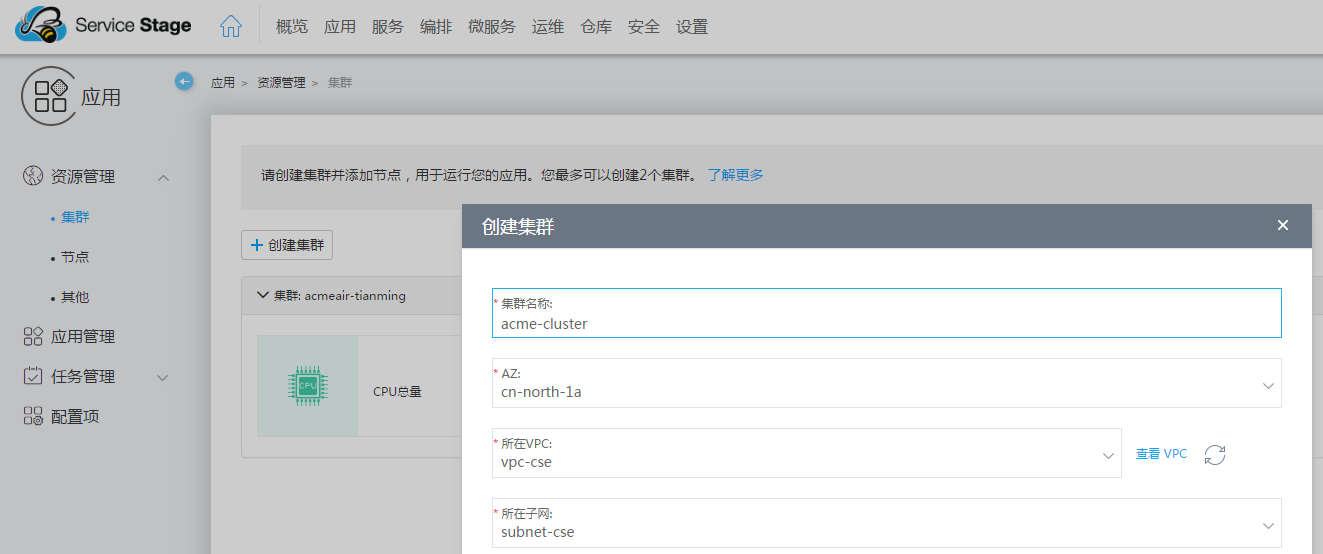 Service Stage
概览 应用 服务 编排 微服务 运维 仓库 安全 设置
应用
应用 > 资源管理 > 集群
资源管理
集群
节点
其他
应用管理
任务管理
配置项
请创建集群并添加节点，用于运行您的应用。您最多可以创建2个集群。 了解更多
+ 创建集群
集群: acmeair-tianming
CPU
CPU总量
创建集群 ×
* 集群名称:
acme-cluster
* AZ:
cn-north-1a
* 所在VPC:
vpc-cse
查看 VPC
* 所在子网:
subnet-cse